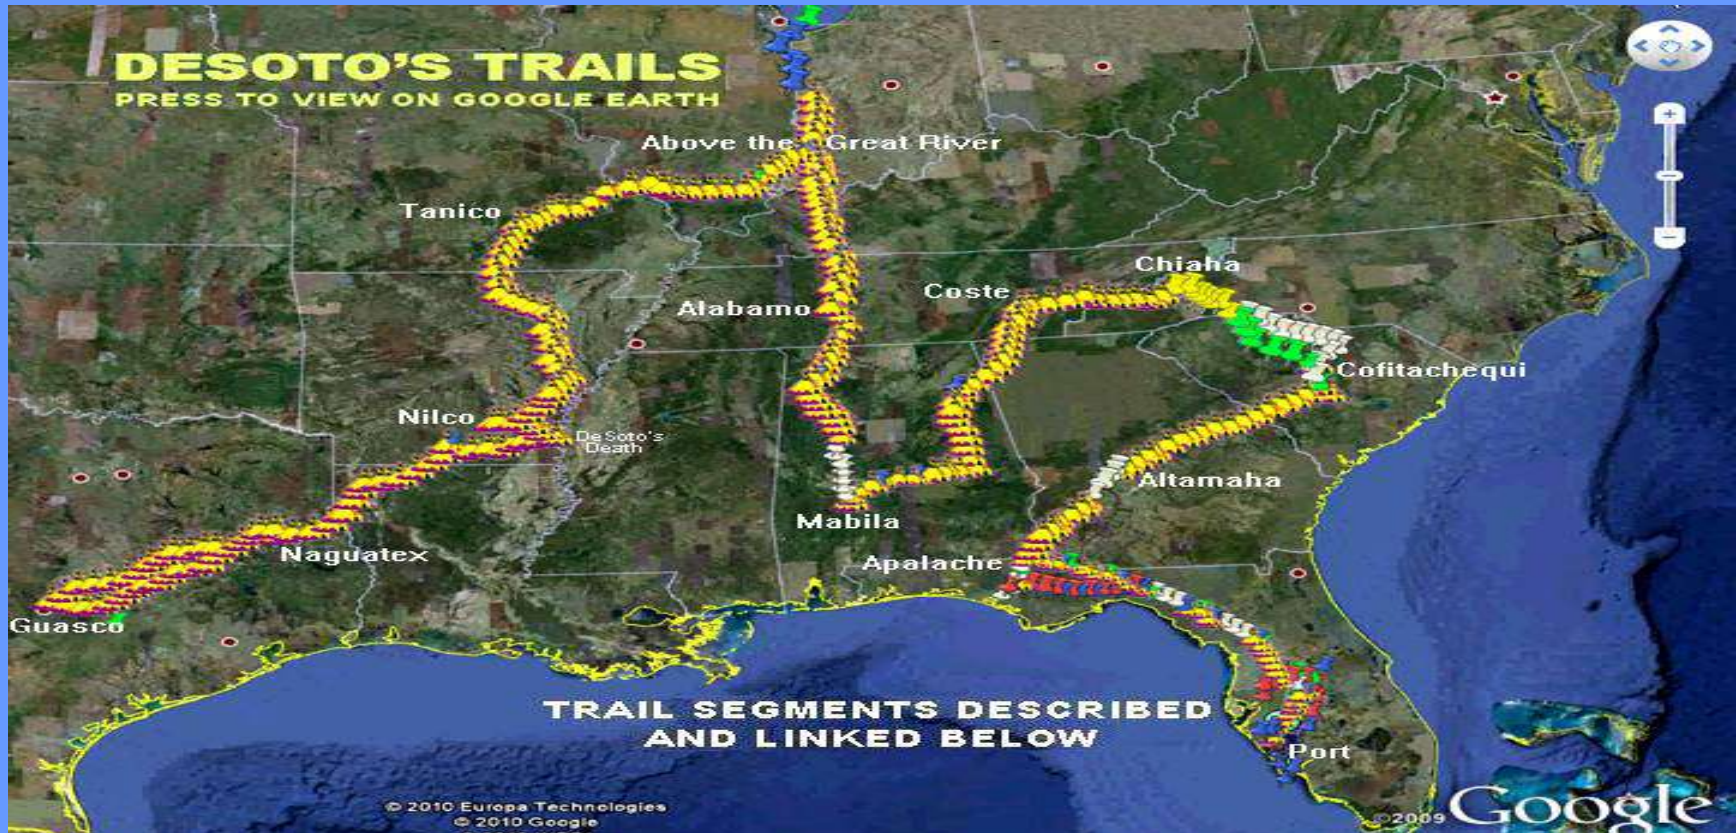 DESOTO'S TRAILS
PRESS TO VIEW ON GOOGLE EARTH
Above the Great River
Tanico
Chiaha
Coste
Alabamo
Cofitachequi
Nilco
DeSoto's
Death
Altamaha
Mabila
Naguatex
Apalache
Guasco
TRAIL SEGMENTS DESCRIBED
AND LINKED BELOW
Port
© 2010 Europa Technologies
© 2010 Google
©2009 Google